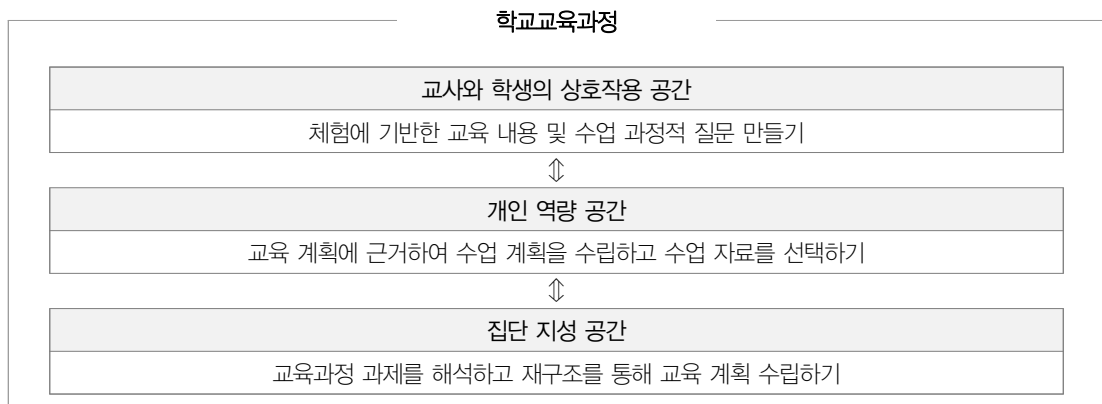 학교교육과정
교사와 학생의 상호작용 공간
체험에 기반한 교육 내용 및 수업 과정적 질문 만들기
⇕
개인 역량 공간
교육 계획에 근거하여 수업 계획을 수립하고 수업 자료를 선택하기
⇕
집단 지성 공간
교육과정 과제를 해석하고 재구조를 통해 교육 계획 수립하기